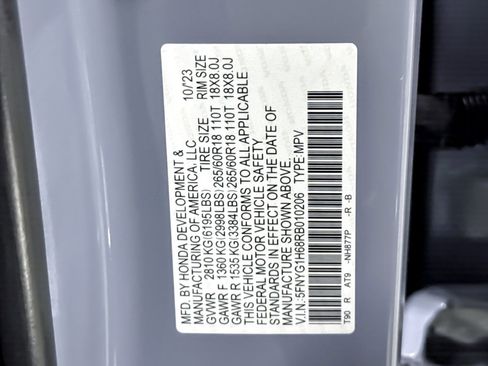 MFD. BY HONDA DEVELOPMENT & 10/23
MANUFACTURING OF AMERICA, LLC
GVWR 2810 KG(6195LBS) TIRE SIZE RIM SIZE
GAWR F 1360 KG(2998LBS)265/60R18 110T 18X8.0J
GAWR R 1535 KG(3384LBS)265/60R18 110T 18X8.0J
THIS VEHICLE CONFORMS TO ALL APPLICABLE
FEDERAL MOTOR VEHICLE SAFETY
STANDARDS IN EFFECT ON THE DATE OF
MANUFACTURE SHOWN ABOVE.
V.I.N.:5FNYG1H68RB010206 TYPE:MPV
T90 R AT9 -NH877P -R -B